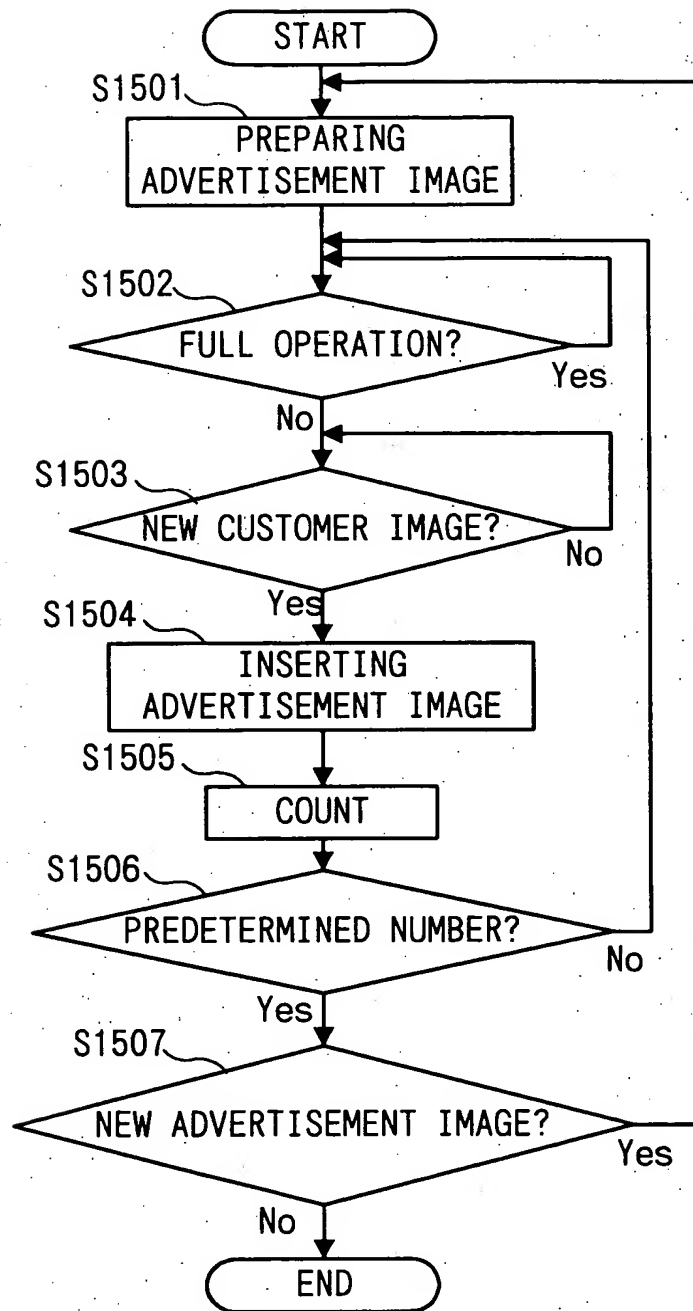 START
S1501
PREPARING
ADVERTISEMENT IMAGE
S1502
FULL OPERATION?
Yes
No
S1503
NEW CUSTOMER IMAGE?
No
Yes
S1504
INSERTING
ADVERTISEMENT IMAGE
S1505
COUNT
S1506
PREDETERMINED NUMBER?
No
Yes
S1507
NEW ADVERTISEMENT IMAGE?
Yes
No
END